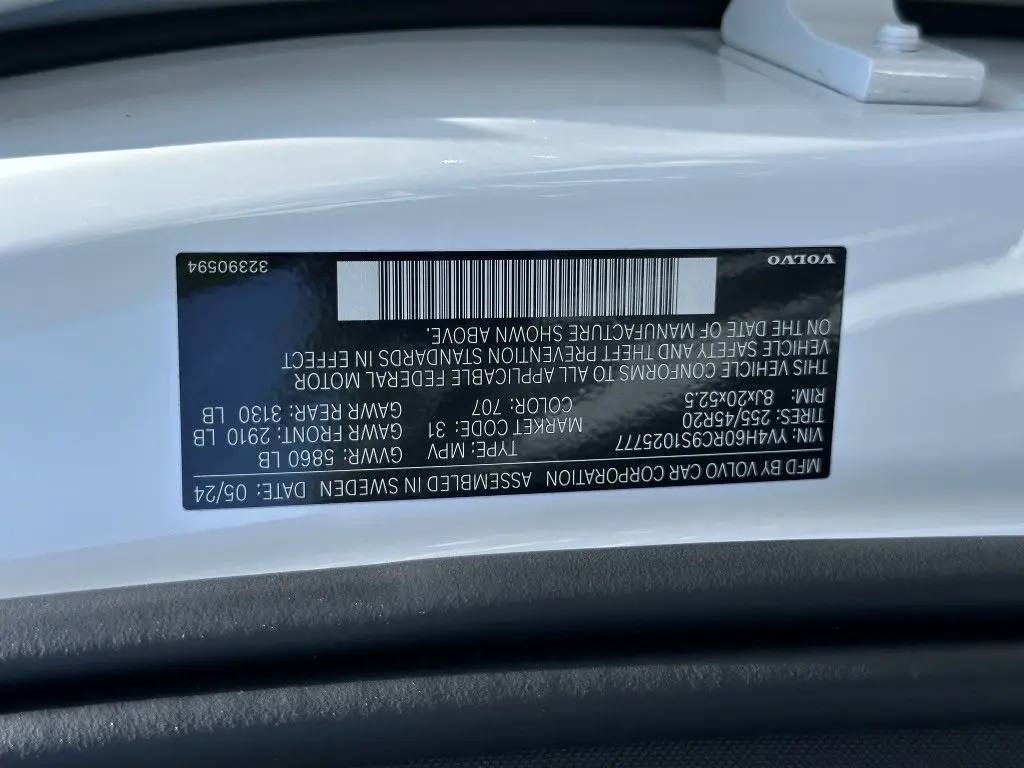 MFD BY VOLVO CAR CORPORATION ASSEMBLED IN SWEDEN DATE: 05/24
VIN: YV4H60RC9S1025777 TYPE: MPV GVWR: 5860 LB
TIRES: 255/45R20 MARKET CODE: 31 GAWR FRONT: 2910 LB
RIM: 8Jx20x52.5 COLOR: 707 GAWR REAR: 3130 LB
THIS VEHICLE CONFORMS TO ALL APPLICABLE FEDERAL MOTOR
VEHICLE SAFETY AND THEFT PREVENTION STANDARDS IN EFFECT
ON THE DATE OF MANUFACTURE SHOWN ABOVE.
VOLVO 32390594